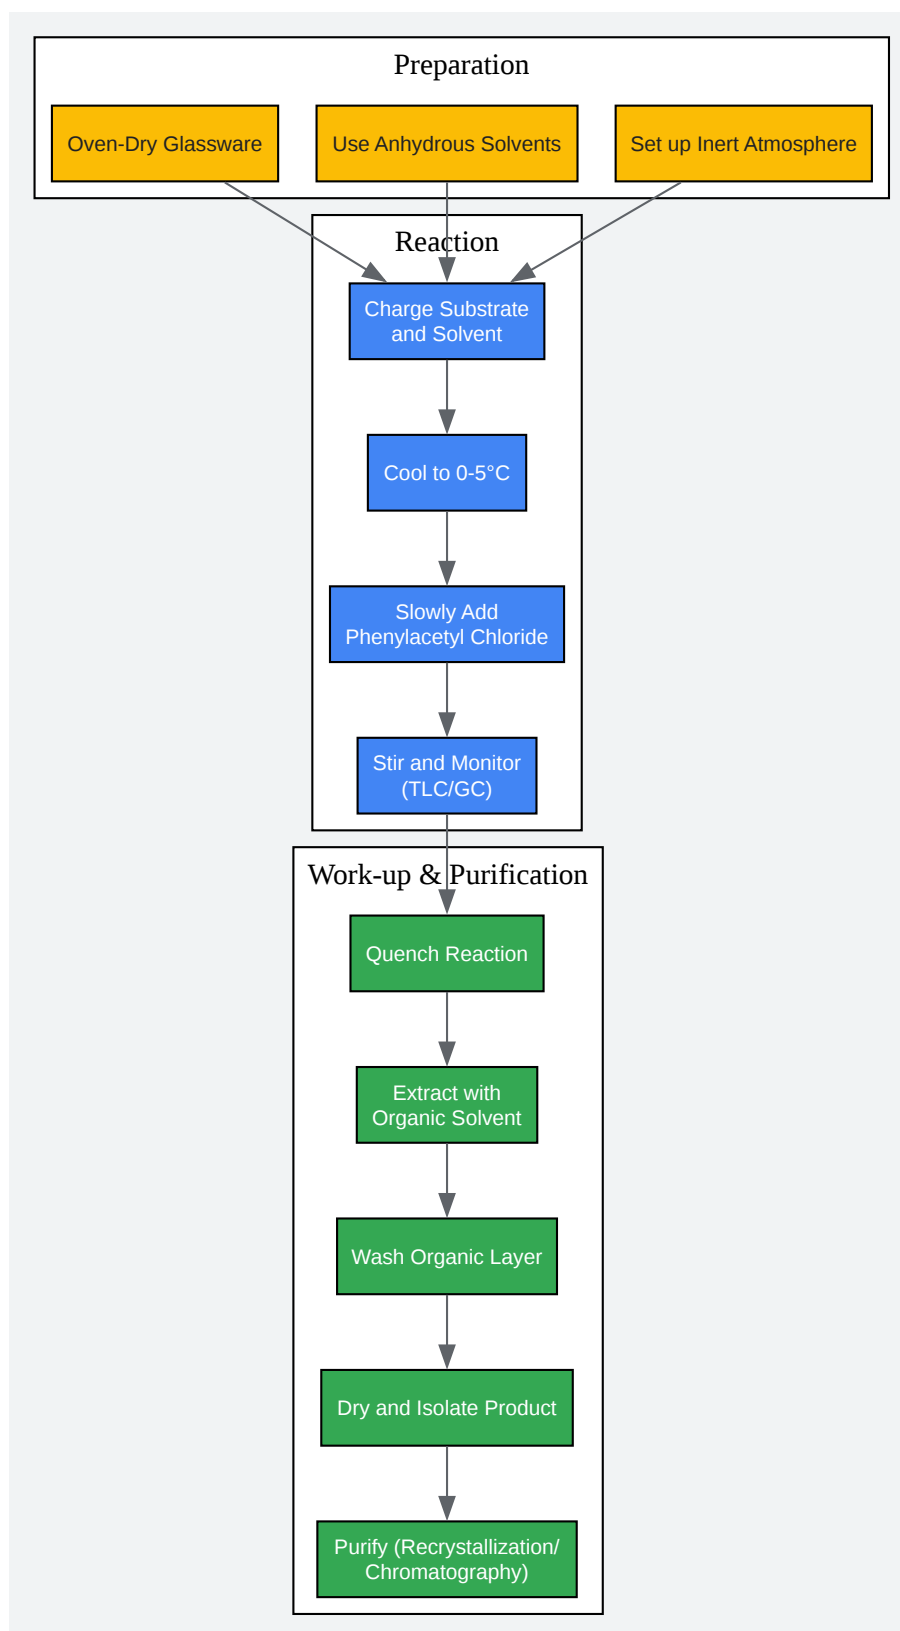 Preparation
Oven-Dry Glassware
Use Anhydrous Solvents
Set up Inert Atmosphere
Reaction
Charge Substrate
and Solvent
Cool to 0-5°C
Slowly Add
Phenylacetyl Chloride
Stir and Monitor
(TLC/GC)
Work-up & Purification
Quench Reaction
Extract with
Organic Solvent
Wash Organic Layer
Dry and Isolate Product
Purify (Recrystallization/
Chromatography)